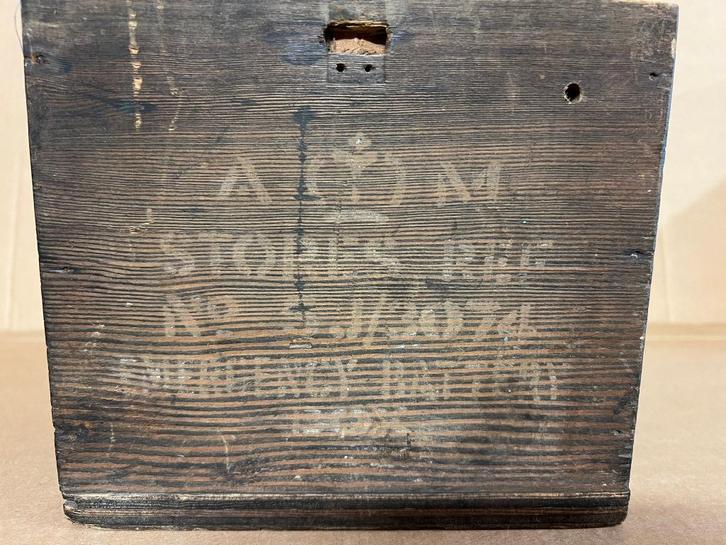 A M
STORES REF
No 5J/3074
EMERGENCY BATTERY